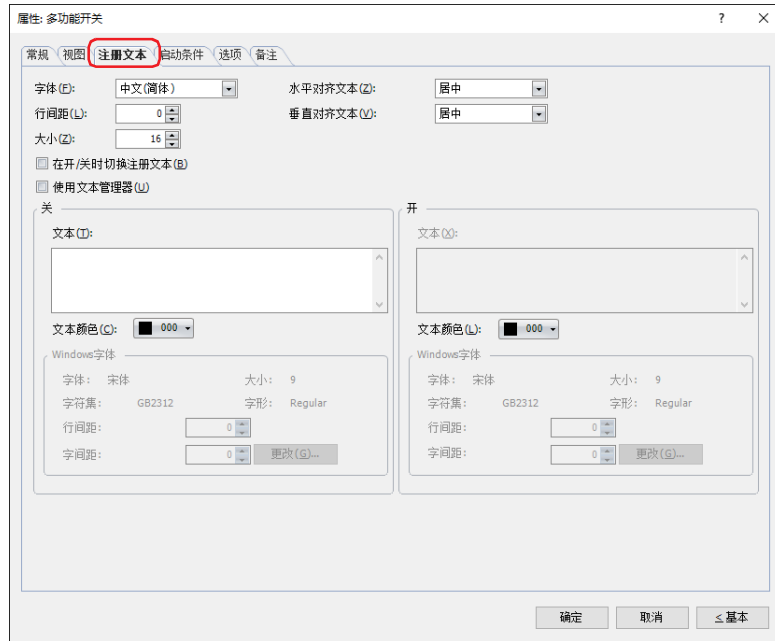 属性: 多功能开关
?
常规 视图 注册文本 启动条件 选项 备注
字体(F): 中文(简体) 水平对齐文本(Z): 居中
行间距(L): 0 垂直对齐文本(V): 居中
大小(Z): 16
在开/关时切换注册文本(B)
使用文本管理器(U)
关 开
文本(T): 文本(X):
文本颜色(C): 000 文本颜色(L): 000
Windows字体 Windows字体
字体: 宋体 大小: 9 字体: 宋体 大小: 9
字符集: GB2312 字形: Regular 字符集: GB2312 字形: Regular
行间距: 0 行间距: 0
字间距: 0 更改(G)... 字间距: 0 更改(G)...
确定 取消 ≤基本